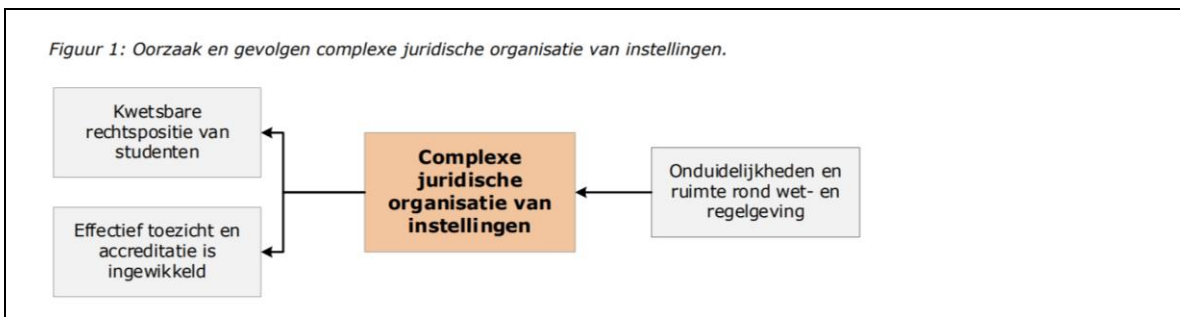 Figuur 1: Oorzaak en gevolgen complexe juridische organisatie van instellingen.
Kwetsbare
rechtspositie van
studenten
Effectief toezicht en
accreditatie is
ingewikkeld
Complexe
juridische
organisatie van
instellingen
Onduidelijkheden en
ruimte rond wet- en
regelgeving